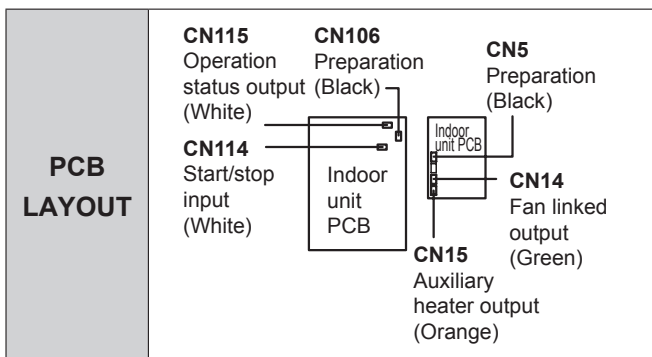 PCB
LAYOUT
CN115
Operation
status output
(White)
CN106
Preparation
(Black)
CN114
Start/stop
input
(White)
Indoor
unit
PCB
CN5
Preparation
(Black)
Indoor
unit PCB
CN14
Fan linked
output
(Green)
CN15
Auxiliary
heater output
(Orange)